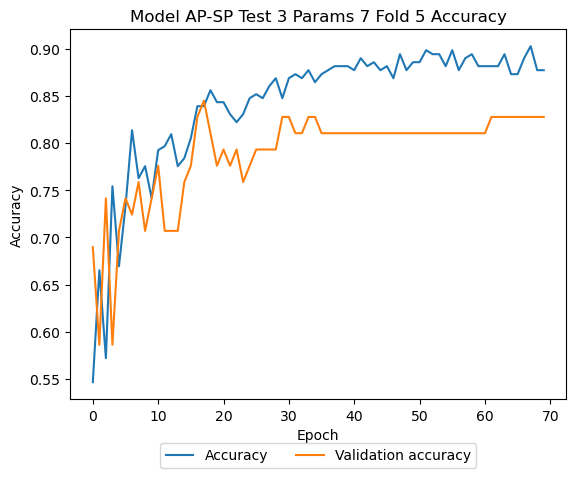 Model AP-SP Test 3 Params 7 Fold 5 Accuracy
0.90
0.85
0.80
0.75
0.70
0.65
0.60
0.55
Accuracy
0 10 20 30 40 50 60 70
Epoch
Accuracy Validation accuracy